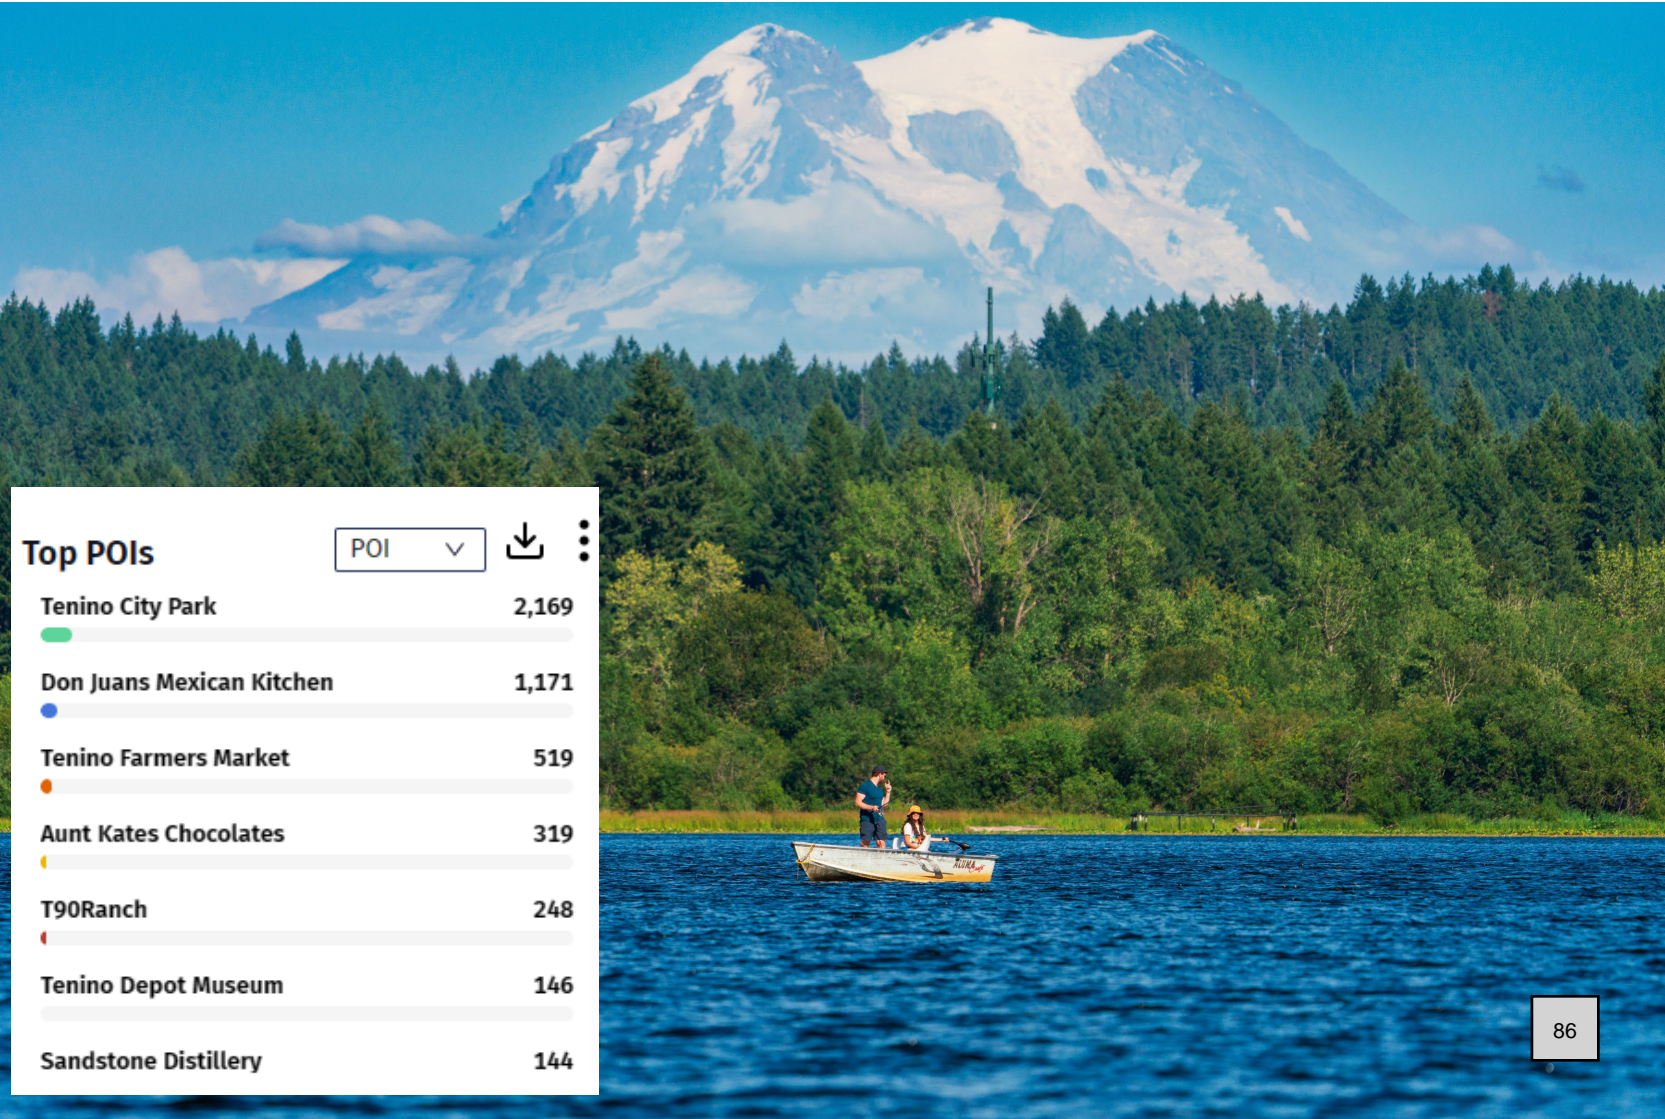 Top POIs
POI
Tenino City Park 2,169
Don Juans Mexican Kitchen 1,171
Tenino Farmers Market 519
Aunt Kates Chocolates 319
T90Ranch 248
Tenino Depot Museum 146
Sandstone Distillery 144
ALUMA
86